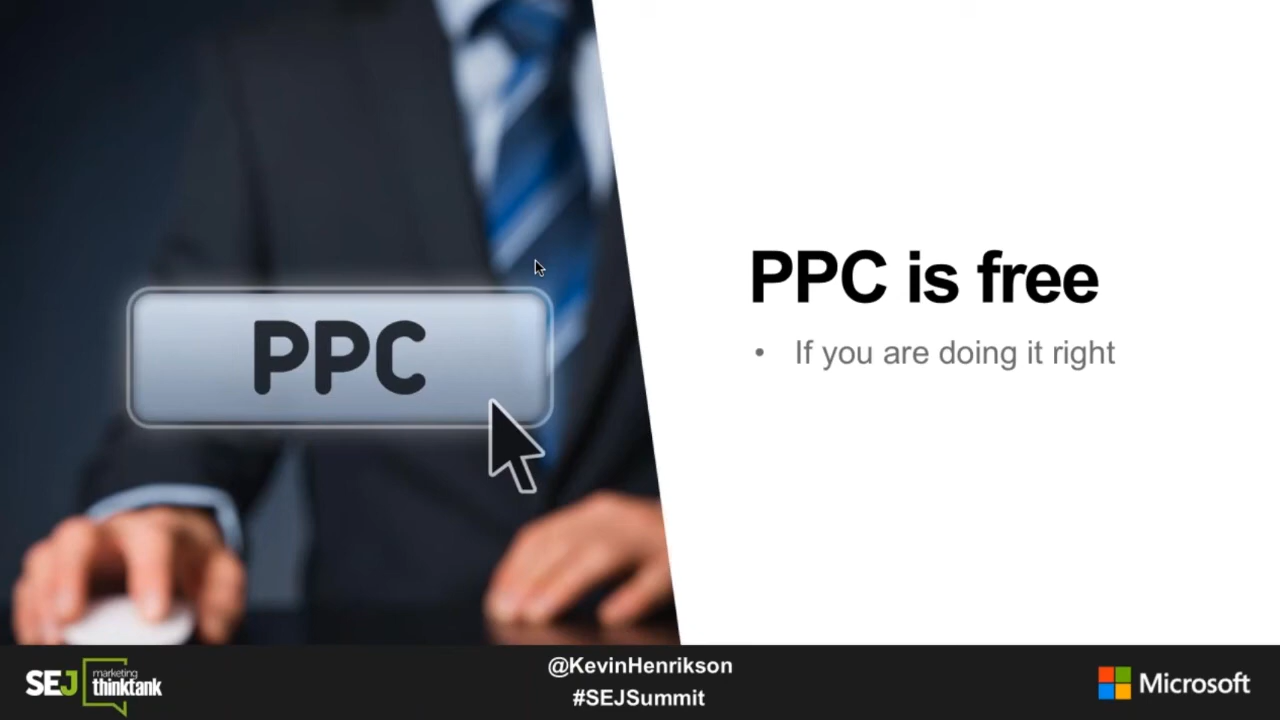 PPC
PPC is free
• If you are doing it right
SEJ marketing thinktank
@KevinHenrikson
#SEJSummit
Microsoft